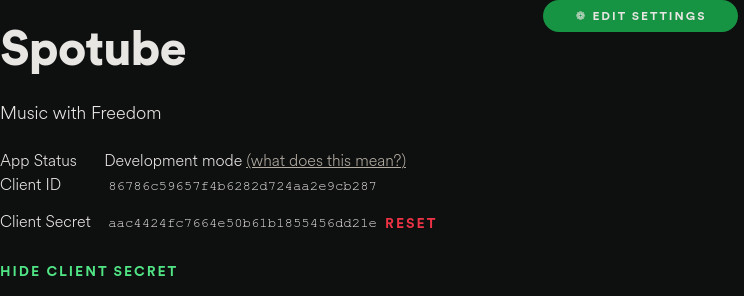 EDIT SETTINGS
Spotube
Music with Freedom
App Status Development mode (what does this mean?)
Client ID 86786c59657f4b6282d724aa2e9cb287
Client Secret aac4424fc7664e50b61b1855456dd21e RESET
HIDE CLIENT SECRET